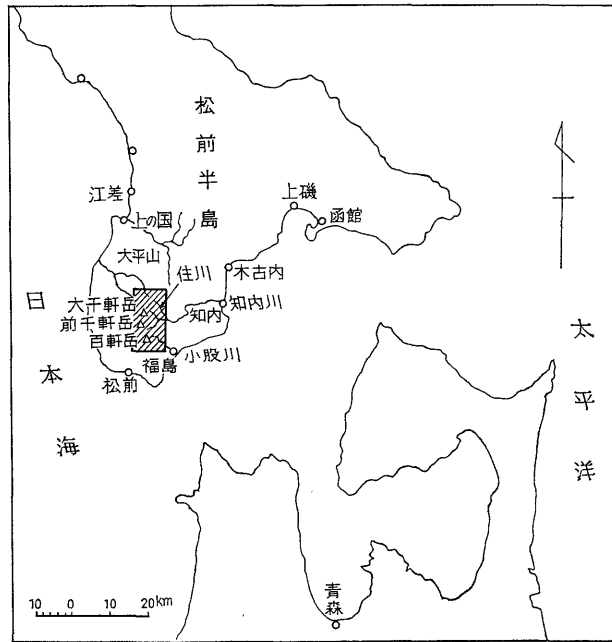 松前半島
江差
上の国
上磯
函館
大平山
住川
木古内
大千軒岳
前千軒岳
知内
知内川
百軒岳
小股川
福島
松前
日本海
太平洋
青森
10 0 10 20km